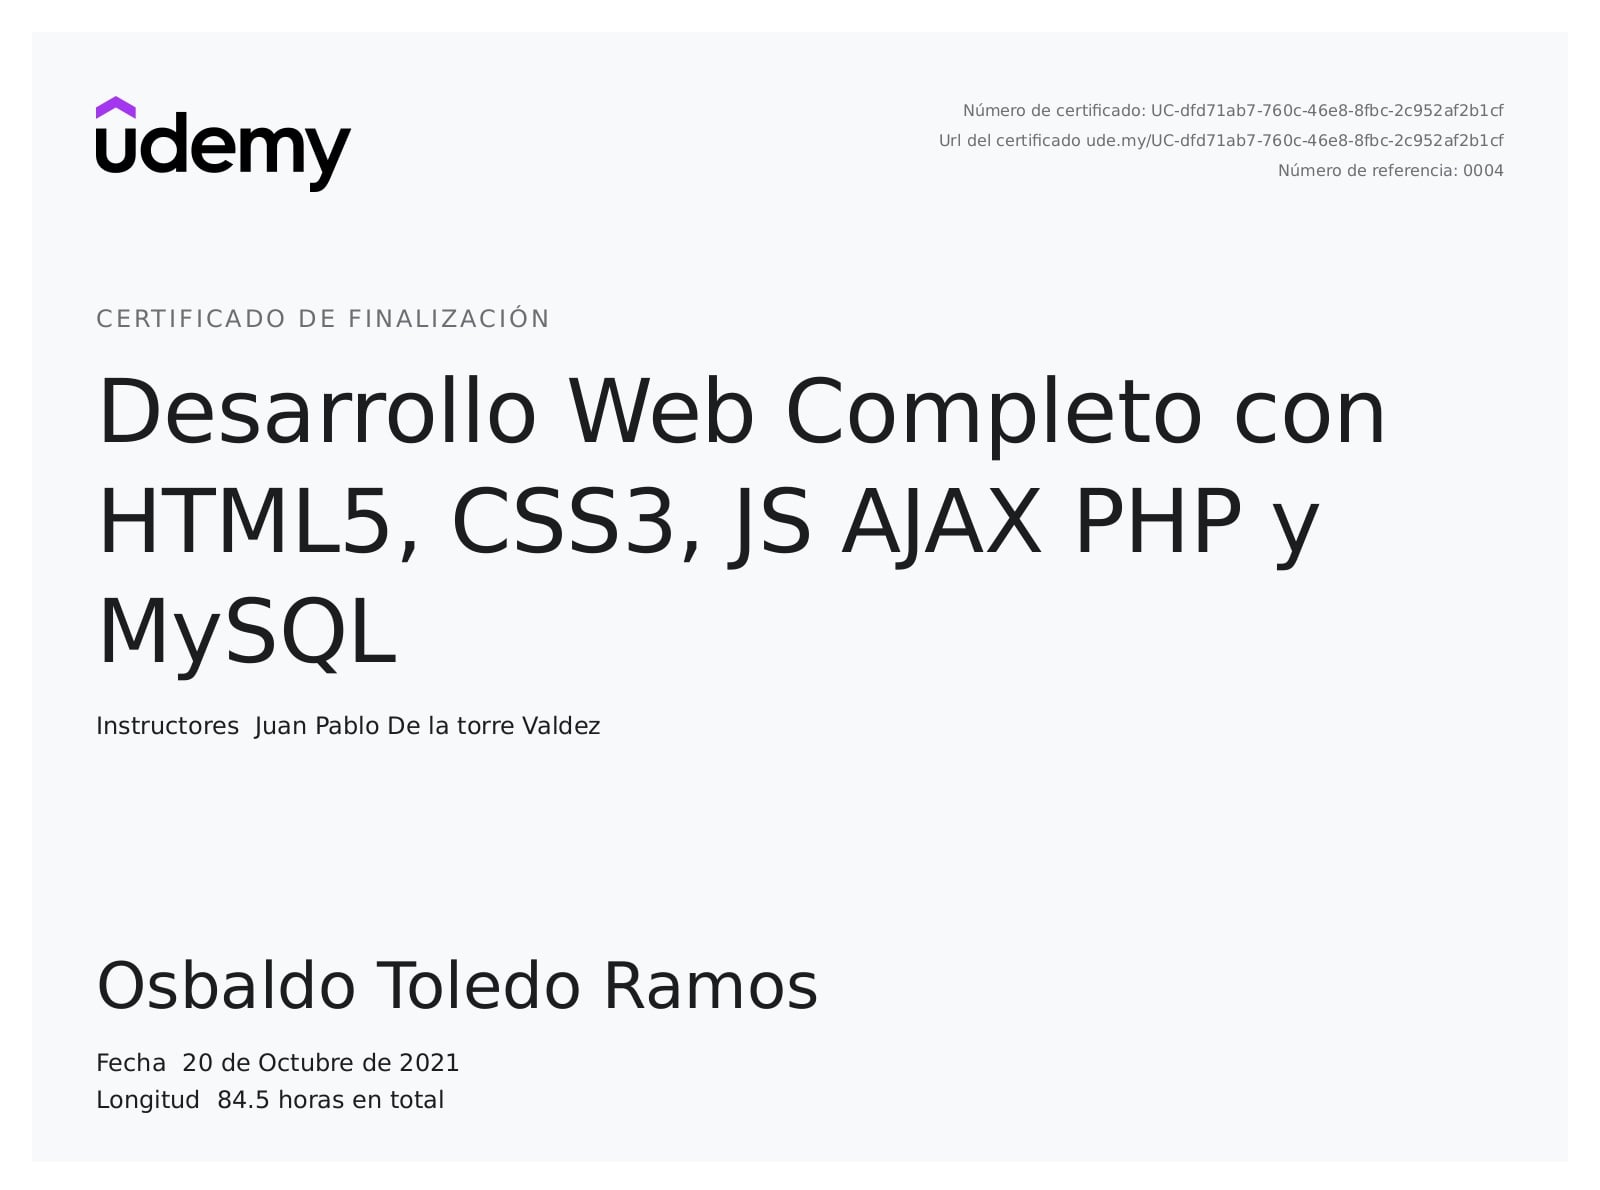 udemy
Número de certificado: UC-dfd71ab7-760c-46e8-8fbc-2c952af2b1cf
Url del certificado ude.my/UC-dfd71ab7-760c-46e8-8fbc-2c952af2b1cf
Número de referencia: 0004
CERTIFICADO DE FINALIZACIÓN
Desarrollo Web Completo con
HTML5, CSS3, JS AJAX PHP y
MySQL
Instructores Juan Pablo De la torre Valdez
Osbaldo Toledo Ramos
Fecha 20 de Octubre de 2021
Longitud 84.5 horas en total